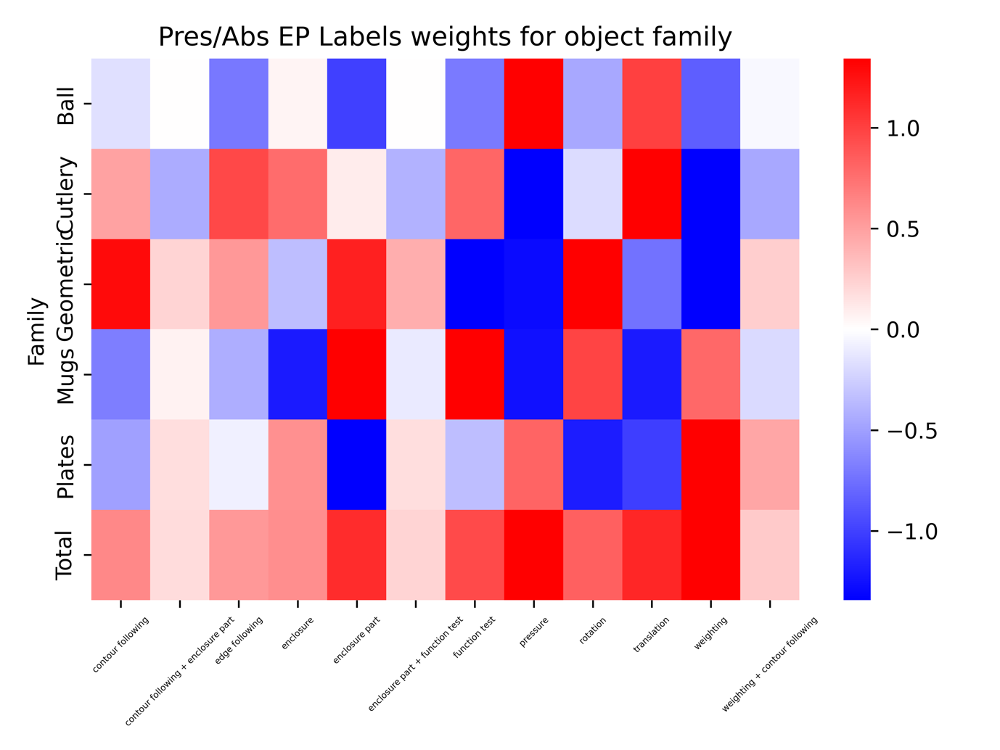 Pres/Abs EP Labels weights for object family
Family
Ball
Cutlery
Geometric
Mugs
Plates
Total
contour following
contour following + enclosure part
edge following
enclosure
enclosure part
enclosure part + function test
function test
pressure
rotation
translation
weighting
weighting + contour following
1.0
0.5
0.0
−0.5
−1.0